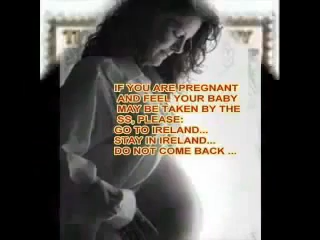 IF YOU ARE PREGNANT
AND FEEL YOUR BABY
MAY BE TAKEN BY THE
SS, PLEASE:
GO TO IRELAND...
STAY IN IRELAND...
DO NOT COME BACK ...